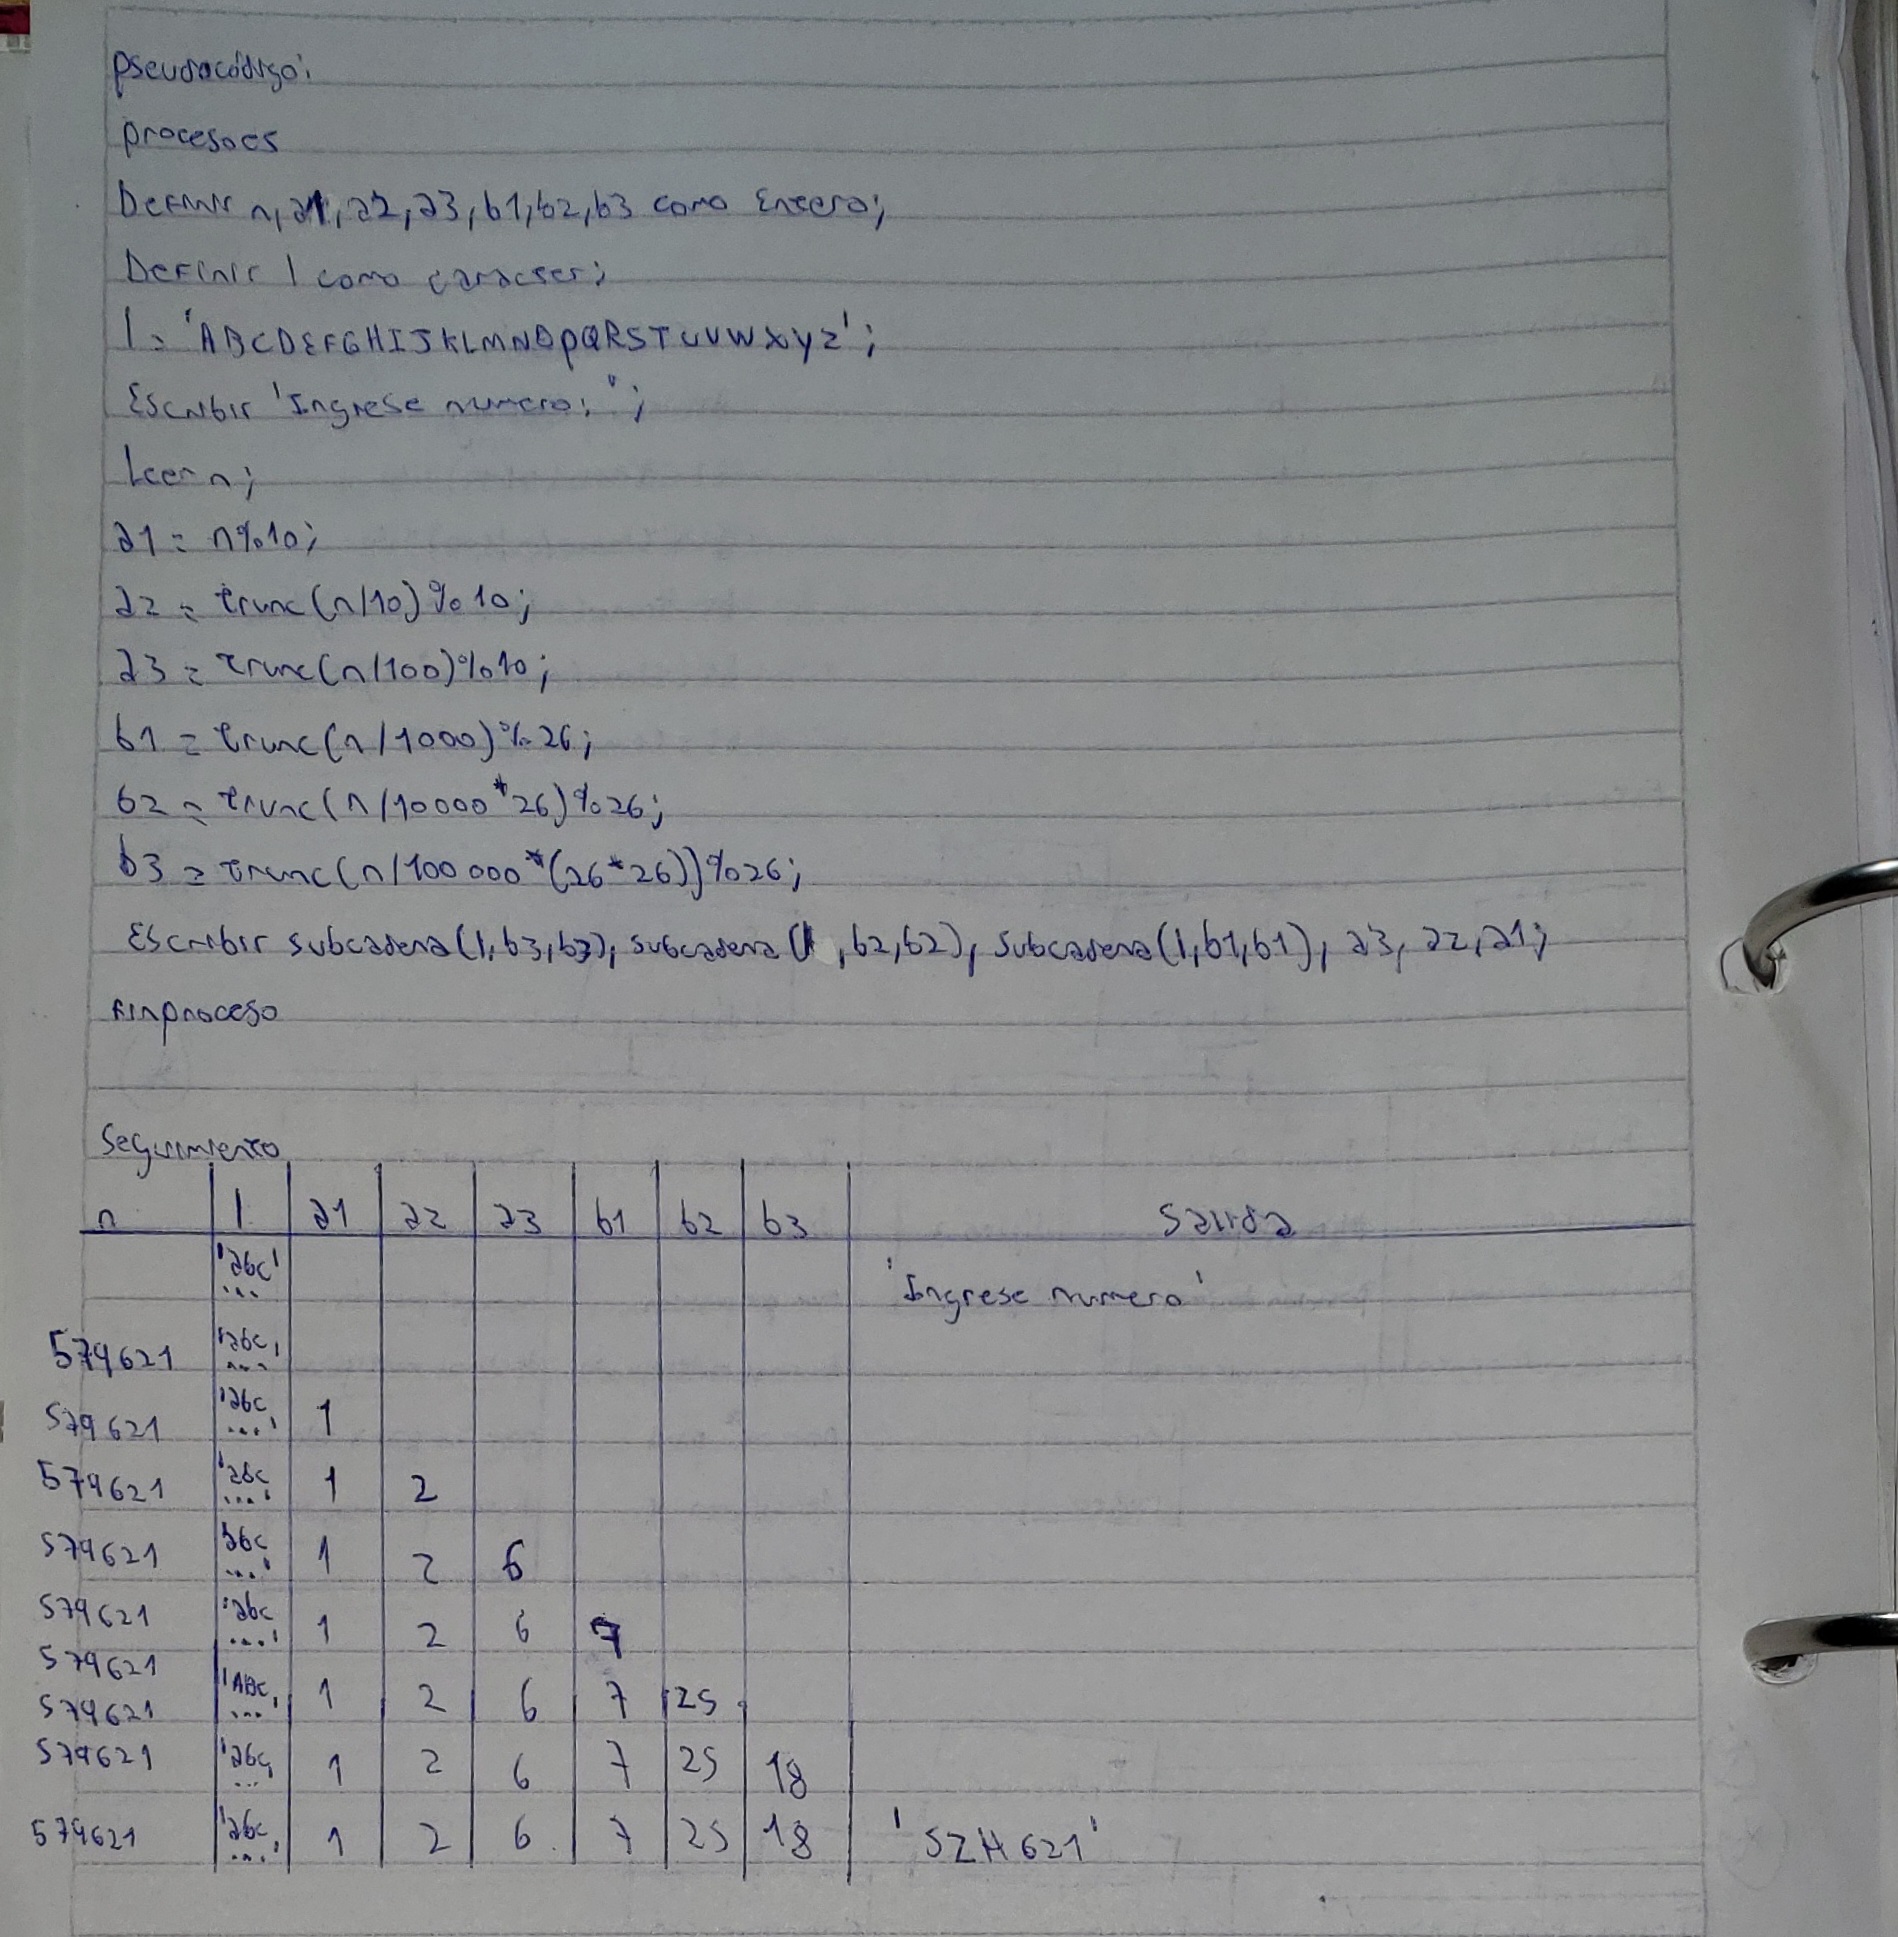 pseudocódigo:
procesoes
Definir n, a1, a2, a3, b1, b2, b3 como Entero;
Definir l como caracter;
l = 'ABCDEFGHIJKLMNOPQRSTUVWXYZ';
Escribir 'Ingrese numero: ';
leer n;
a1 = n%10;
a2 = trunc(n/10)%10;
a3 = trunc(n/100)%10;
b1 = trunc(n/1000)%26;
b2 = trunc(n/10000*26)%26;
b3 = trunc(n/100000*(26*26))%26;
Escribir subcadena(l,b3,b3), subcadena(l,b2,b2), subcadena(l,b1,b1), a3, a2, a1;
finproceso
Seguimiento
n l a1 a2 a3 b1 b2 b3 Salida
'abc' ... 'Ingrese numero'
579621 'abc ...'
579621 'abc ...' 1
579621 'abc ...' 1 2
579621 'abc ...' 1 2 6
579621 'abc ...' 1 2 6 7
579621
579621 'ABC ...' 1 2 6 7 25
579621 'abc ...' 1 2 6 7 25 18
579621 'abc ...' 1 2 6 7 25 18 'SZH621'